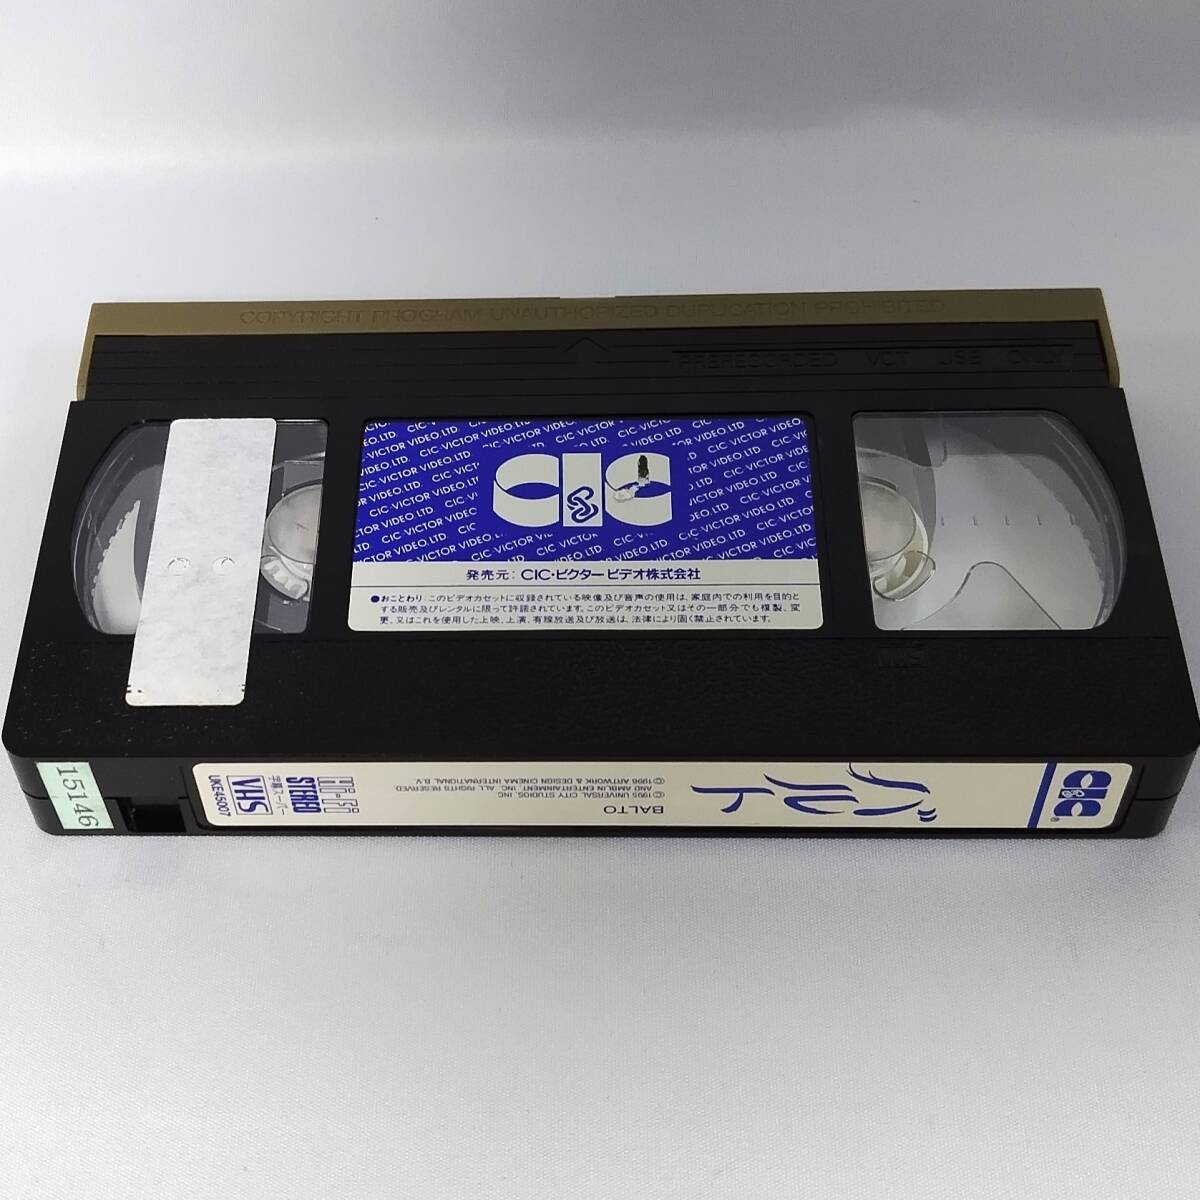 COPYRIGHT PROGRAM UNAUTHORIZED DUPLICATION PROHIBITED
PRERECORDED VCT USE ONLY
CIC・VICTOR VIDEO.LTD
CIC
発売元:CIC・ビクター ビデオ株式会社
●おことわり:このビデオカセットに収録されている映像及び音声の使用は、家庭内での利用を目的と
する販売及びレンタルに限って許諾されています。このビデオカセット又はその一部分でも複製、変
更、又はこれを使用した上映、上演、有線放送及び放送は、法律により固く禁止されています。
15146
CIC®
バルト
BALTO
©1995 UNIVERSAL CITY STUDIOS, INC
AND AMBLIN ENTERTAINMENT, INC. ALL RIGHTS RESERVED
©1996 ARTWORK & DESIGN CINEMA INTERNATIONAL B.V.
Hi-Fi
STEREO
字幕スーパー
VHS
UKE45007